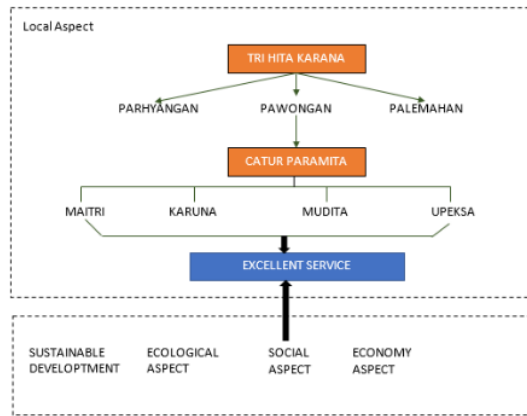 Local Aspect
TRI HITA KARANA
PARHYANGAN PAWONGAN PALEMAHAN
CATUR PARAMITA
MAITRI KARUNA MUDITA UPEKSA
EXCELLENT SERVICE
SUSTAINABLE ECOLOGICAL SOCIAL ECONOMY
DEVELOPTMENT ASPECT ASPECT ASPECT